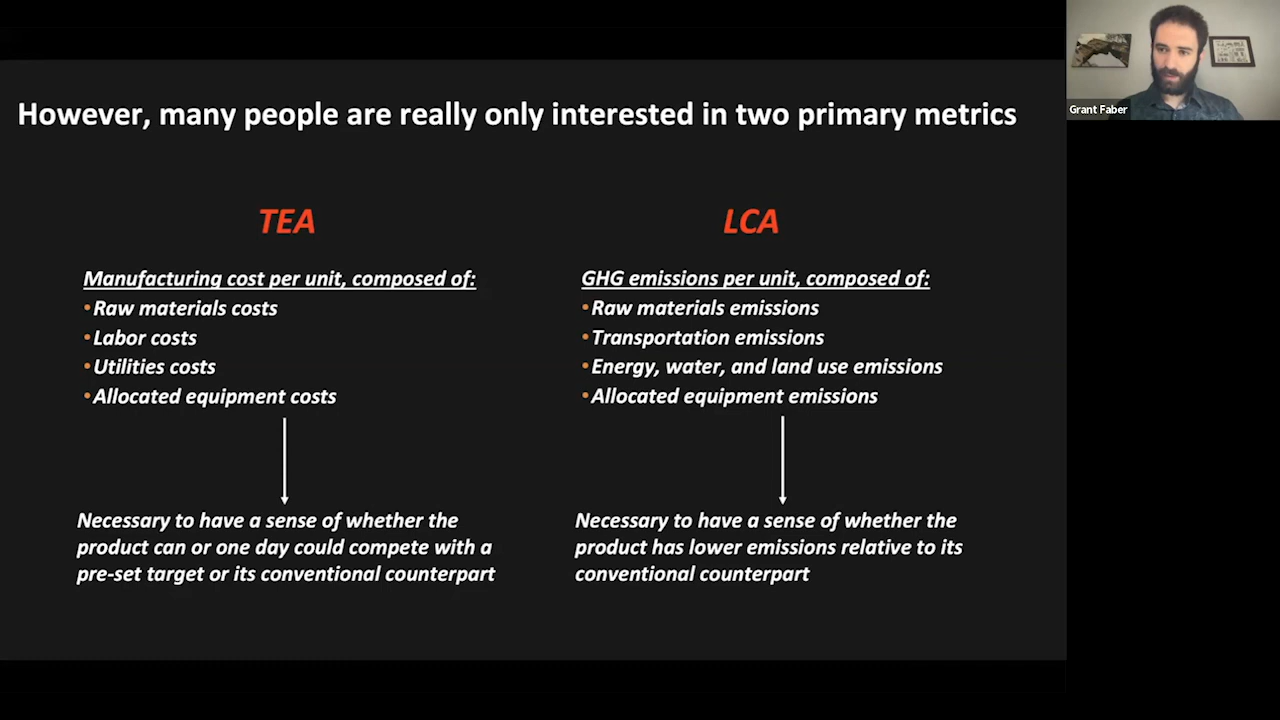 However, many people are really only interested in two primary metrics
TEA
Manufacturing cost per unit, composed of:
•Raw materials costs
•Labor costs
•Utilities costs
•Allocated equipment costs
Necessary to have a sense of whether the
product can or one day could compete with a
pre-set target or its conventional counterpart
LCA
GHG emissions per unit, composed of:
•Raw materials emissions
•Transportation emissions
•Energy, water, and land use emissions
•Allocated equipment emissions
Necessary to have a sense of whether the
product has lower emissions relative to its
conventional counterpart
Grant Faber